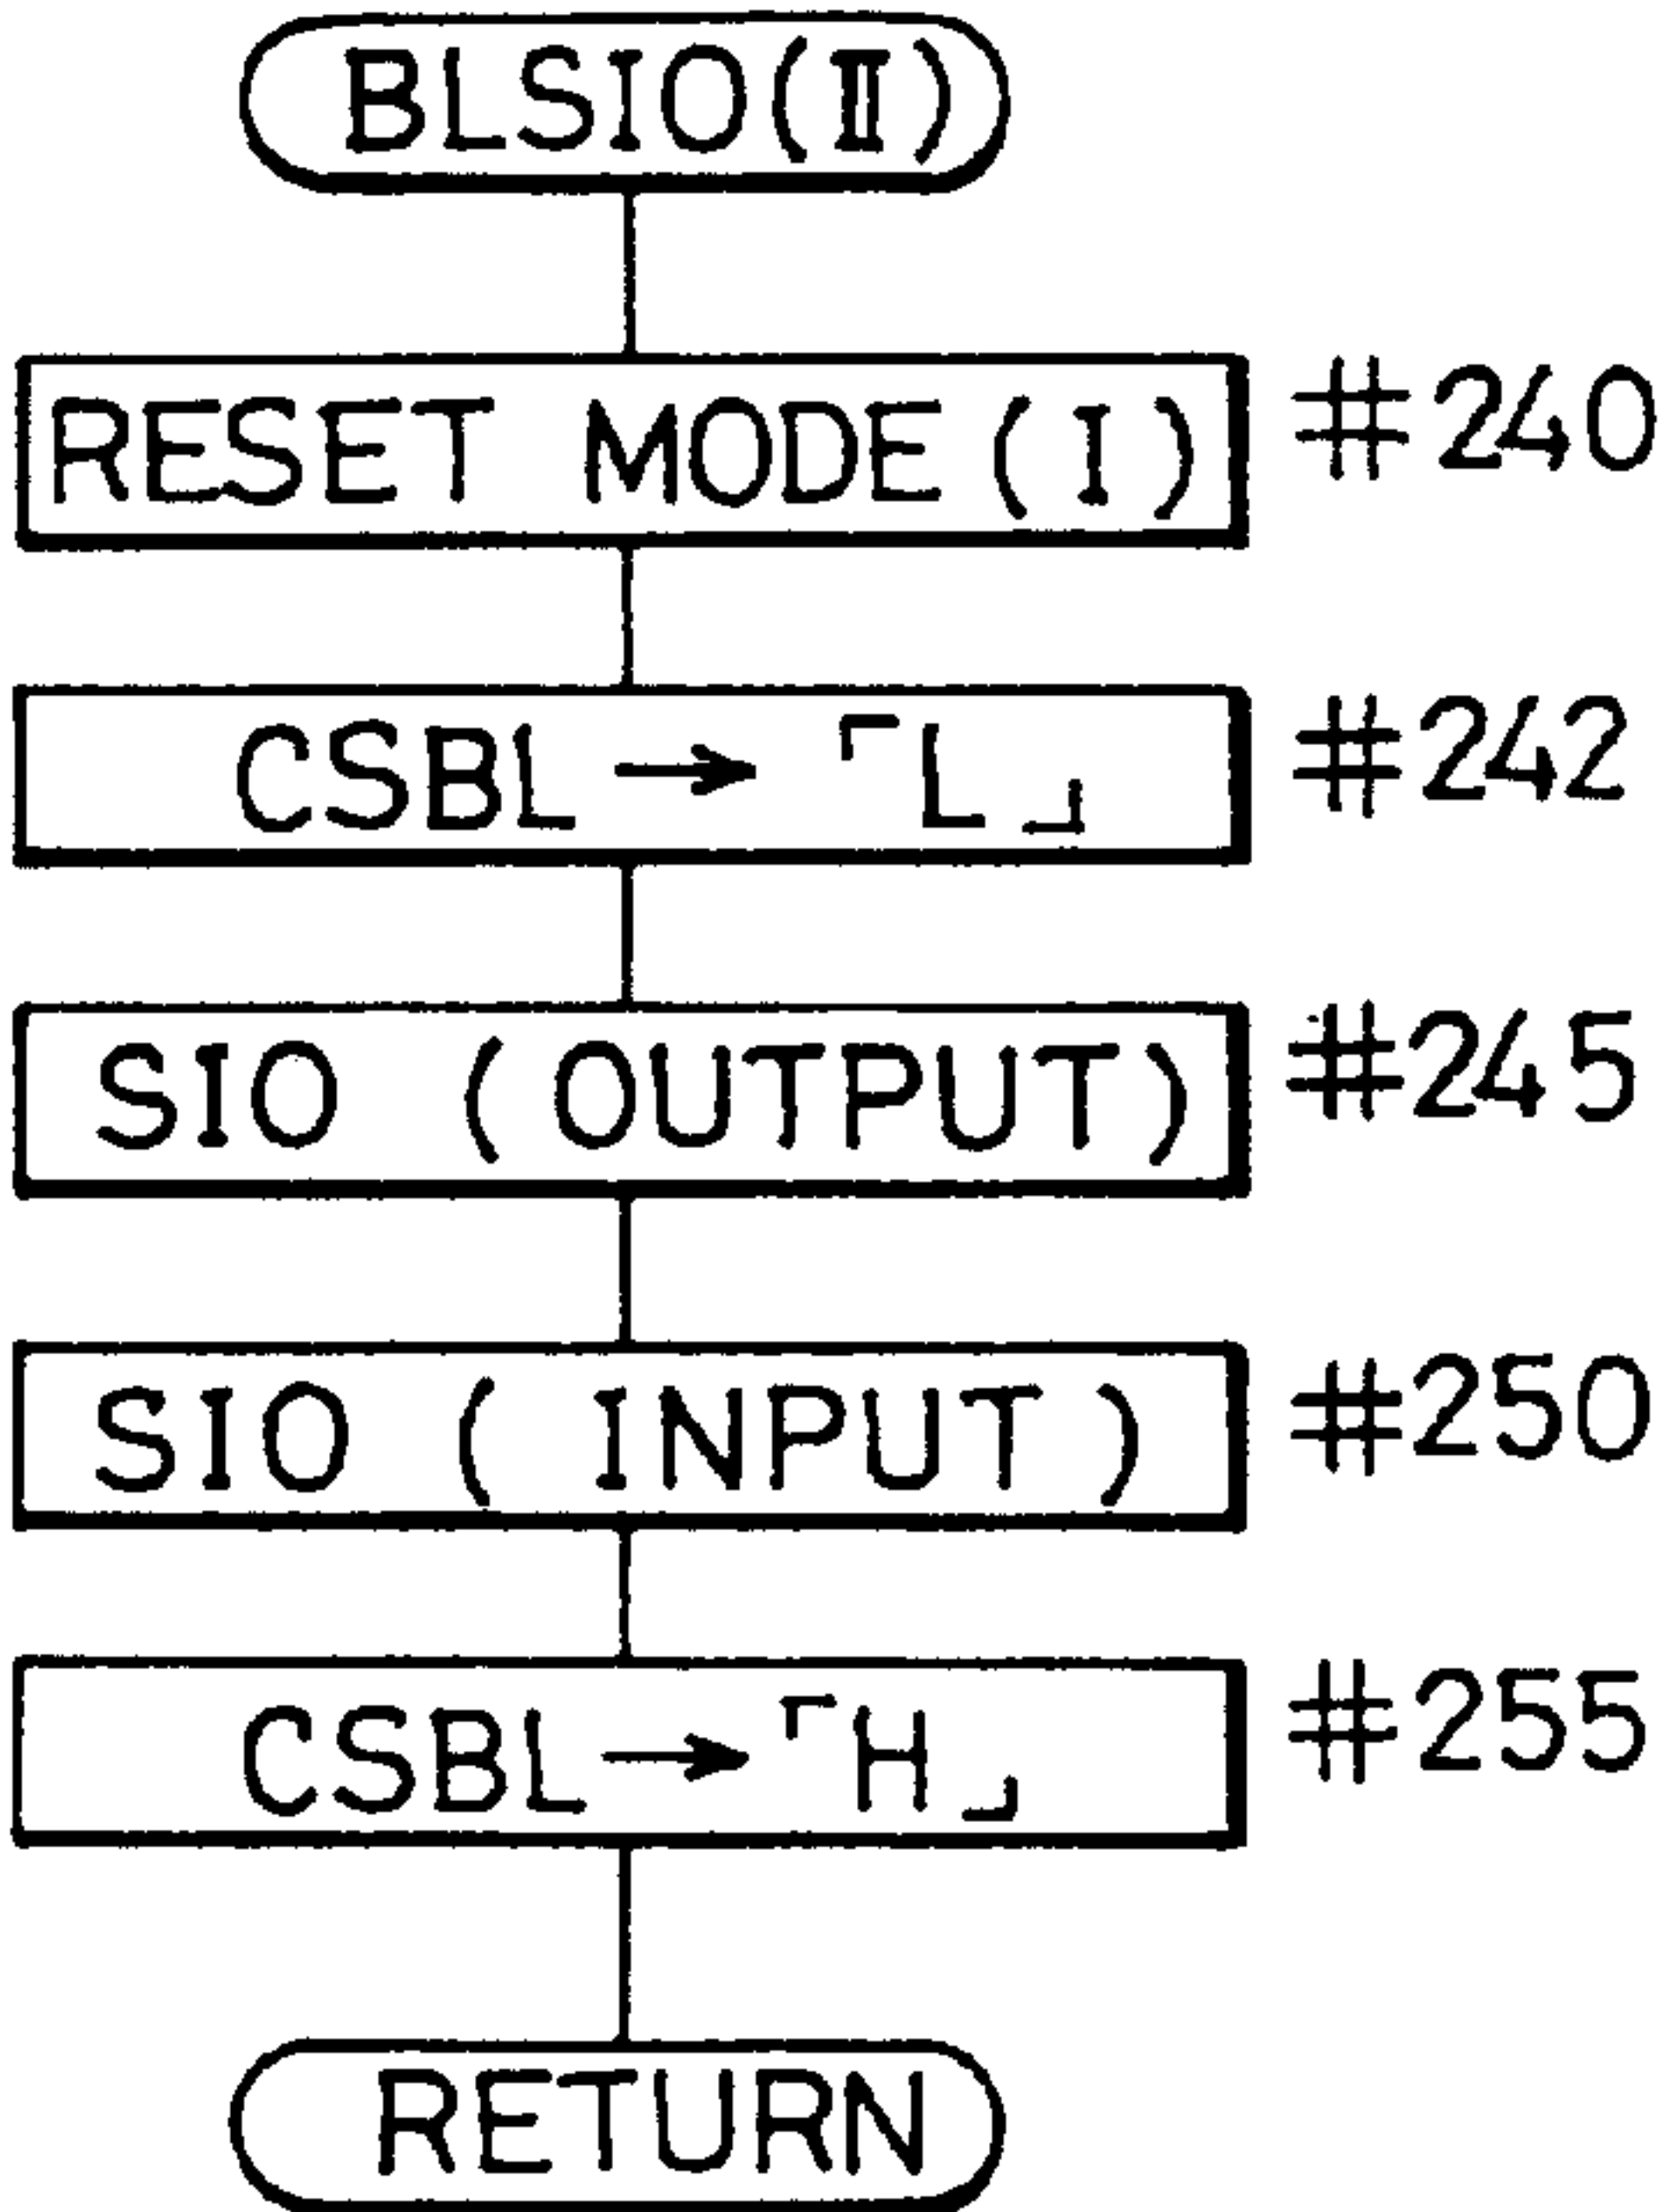 BLSIO(Ⅱ)
RESET MODE(I) #240
CSBL→「L」 #242
SIO (OUTPUT) #245
SIO (INPUT) #250
CSBL→「H」 #255
RETURN